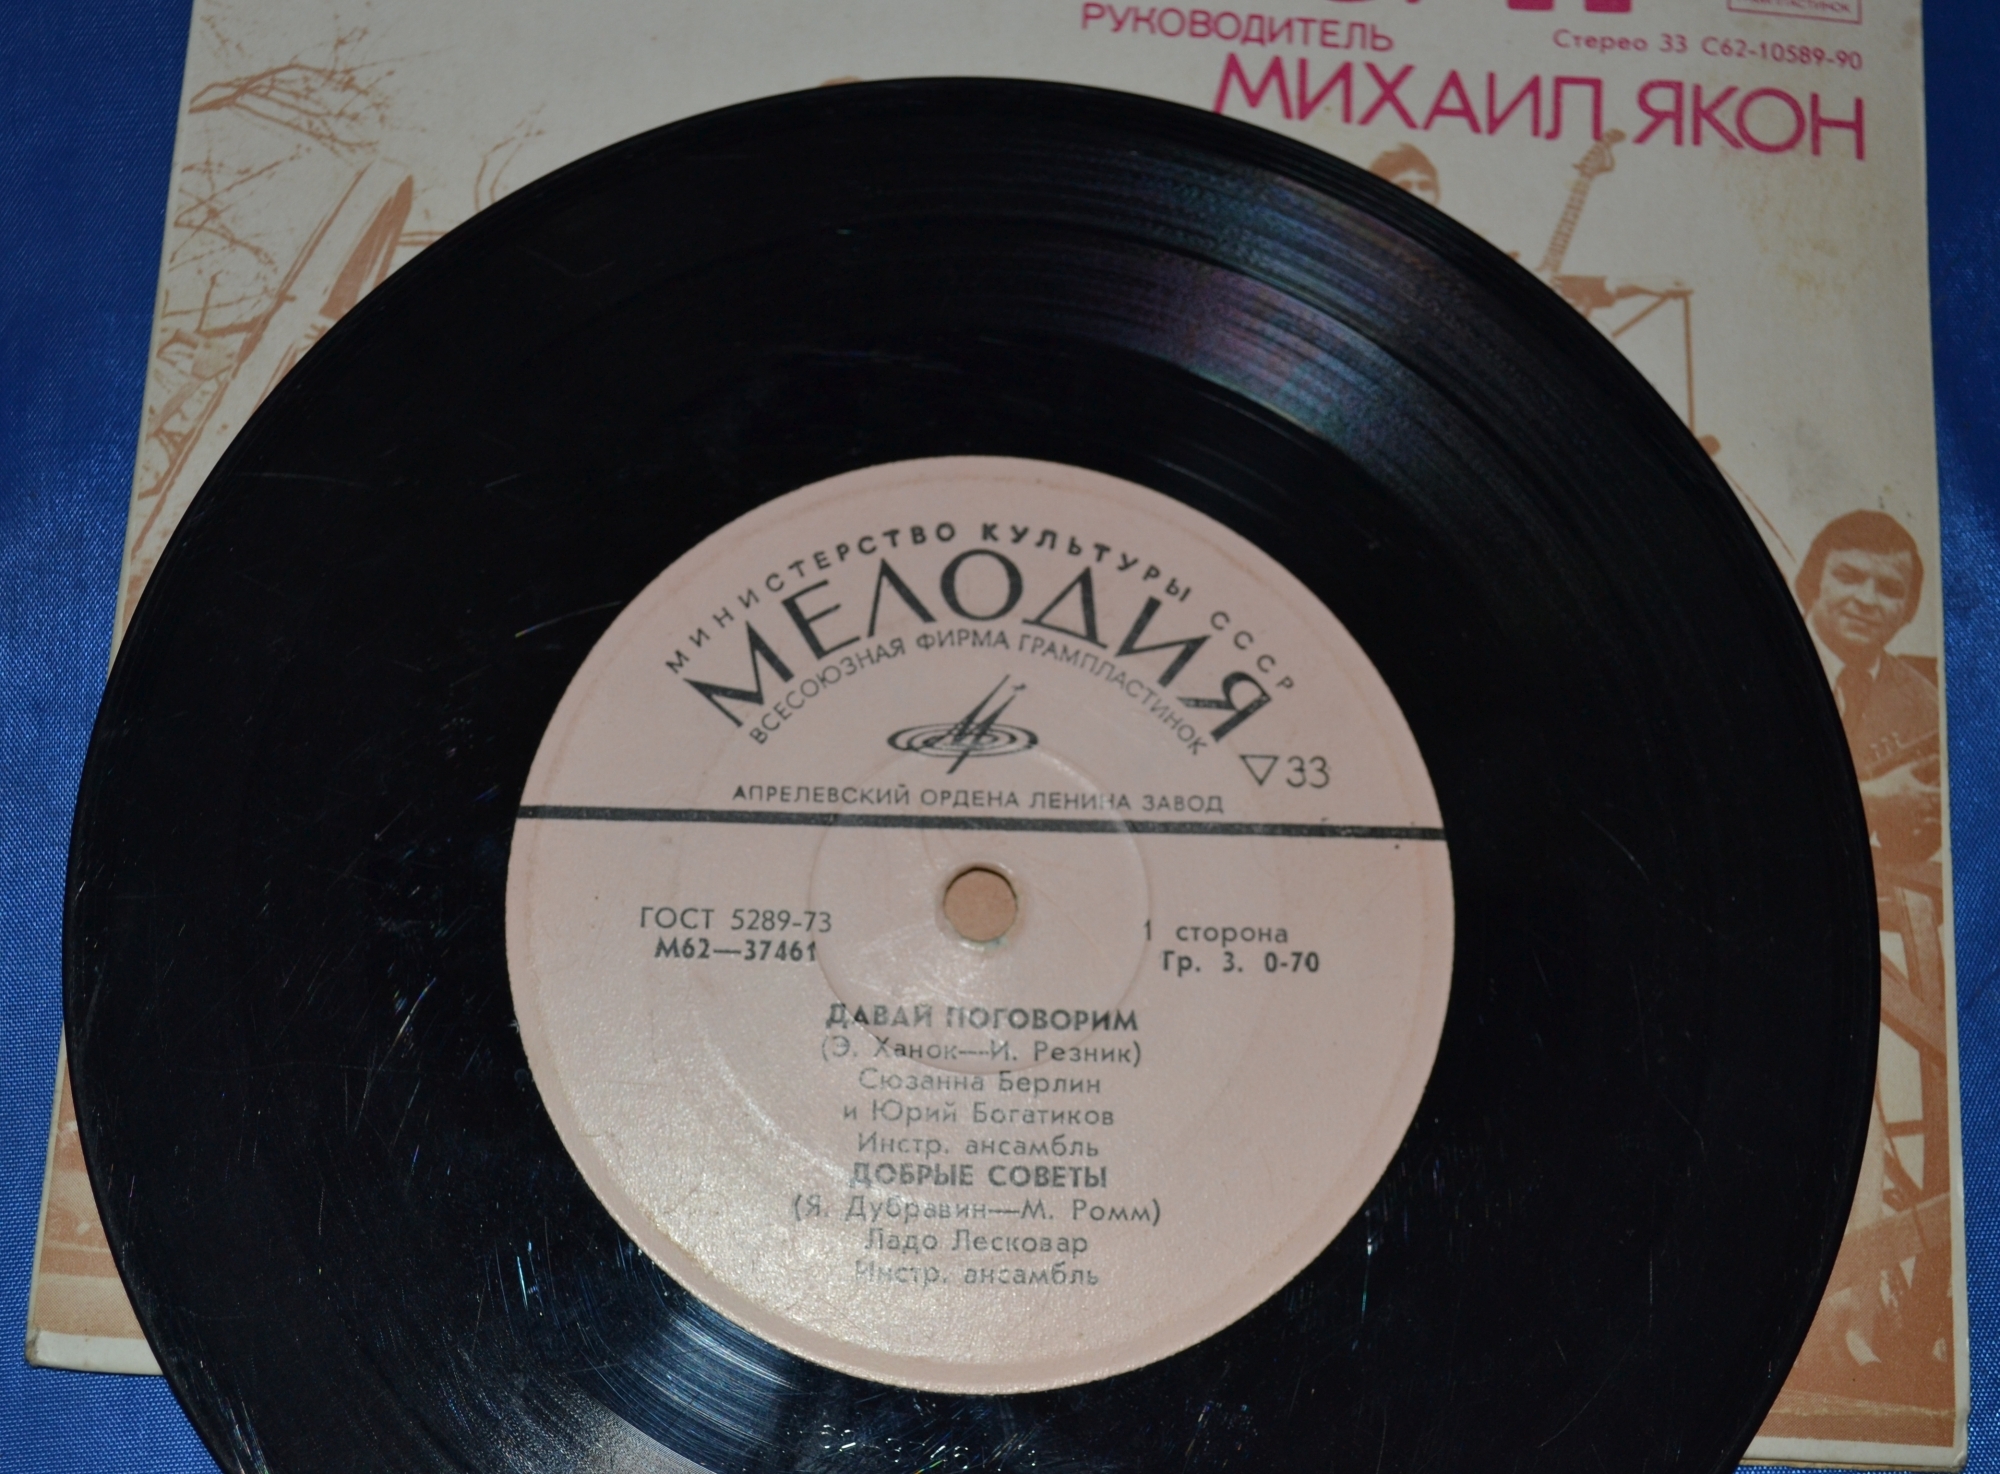 РУКОВОДИТЕЛЬ
Стерео 33 С62-10589-90
МИХАИЛ ЯКОН
МИНИСТЕРСТВО КУЛЬТУРЫ СССР
МЕЛОДИЯ
ВСЕСОЮЗНАЯ ФИРМА ГРАМПЛАСТИНОК
▽33
АПРЕЛЕВСКИЙ ОРДЕНА ЛЕНИНА ЗАВОД
ГОСТ 5289-73
М62—37461
1 сторона
Гр. 3. 0-70
ДАВАЙ ПОГОВОРИМ
(Э. Ханок—И. Резник)
Сюзанна Берлин
и Юрий Богатиков
Инстр. ансамбль
ДОБРЫЕ СОВЕТЫ
(Я. Дубравин—М. Ромм)
Ладо Лесковар
Инстр. ансамбль